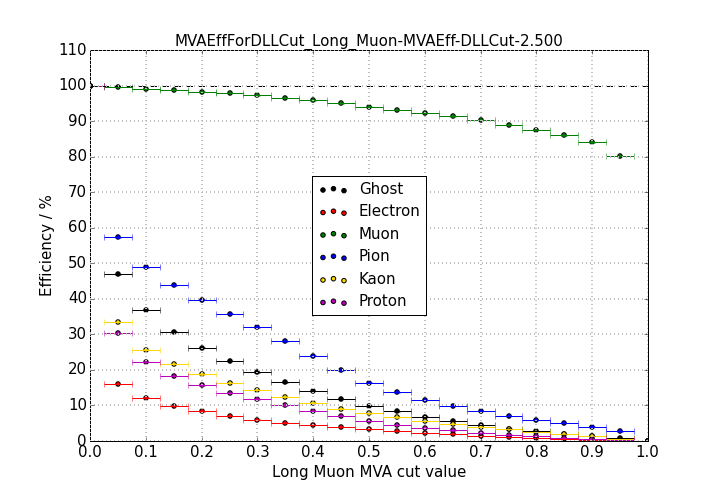 MVAEffForDLLCut_Long_Muon-MVAEff-DLLCut-2.500
110
100
90
80
70
60
50
40
30
20
10
0
Efficiency / %
Ghost
Electron
Muon
Pion
Kaon
Proton
0.0 0.1 0.2 0.3 0.4 0.5 0.6 0.7 0.8 0.9 1.0
Long Muon MVA cut value